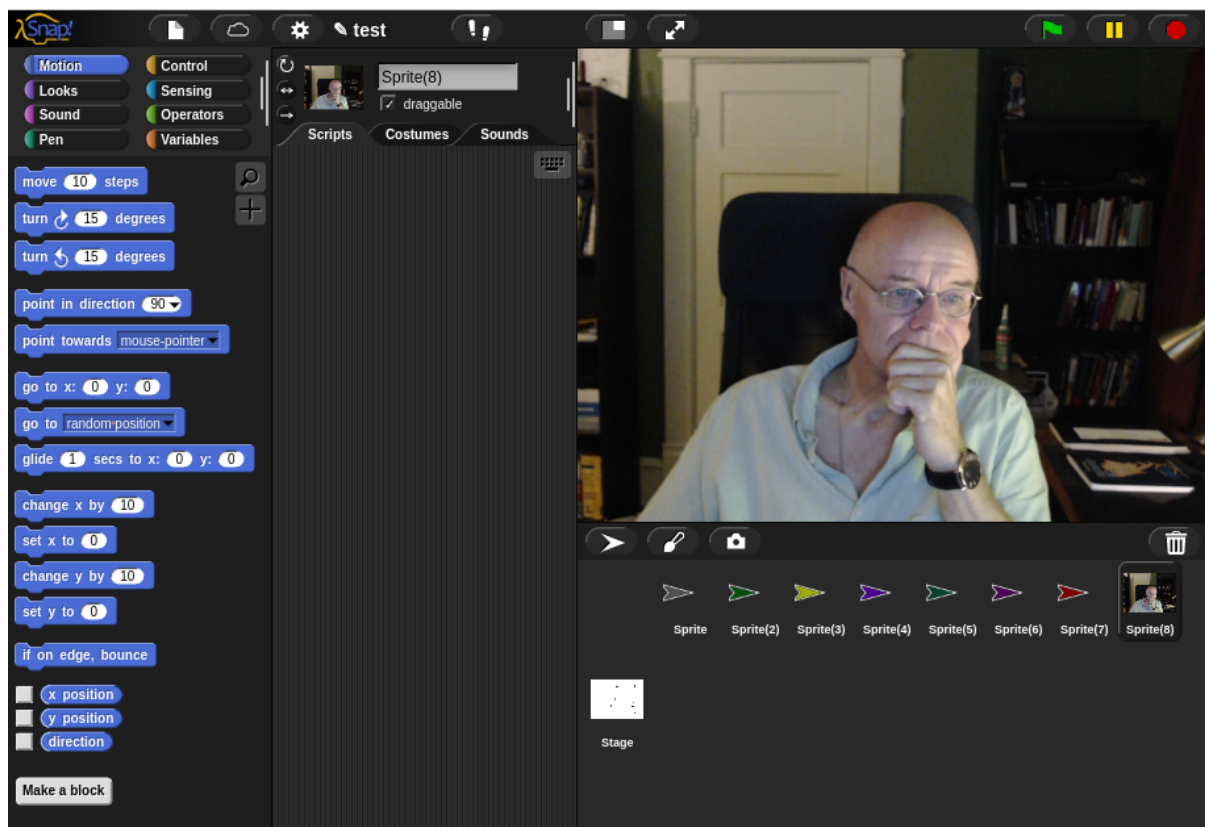 λSnap!
test
Motion
Control
Looks
Sensing
Sound
Operators
Pen
Variables
Sprite(8)
draggable
Scripts
Costumes
Sounds
move 10 steps
turn 15 degrees
turn 15 degrees
point in direction 90
point towards mouse-pointer
go to x: 0 y: 0
go to random position
glide 1 secs to x: 0 y: 0
change x by 10
set x to 0
change y by 10
set y to 0
if on edge, bounce
x position
y position
direction
Make a block
Sprite
Sprite(2)
Sprite(3)
Sprite(4)
Sprite(5)
Sprite(6)
Sprite(7)
Sprite(8)
Stage